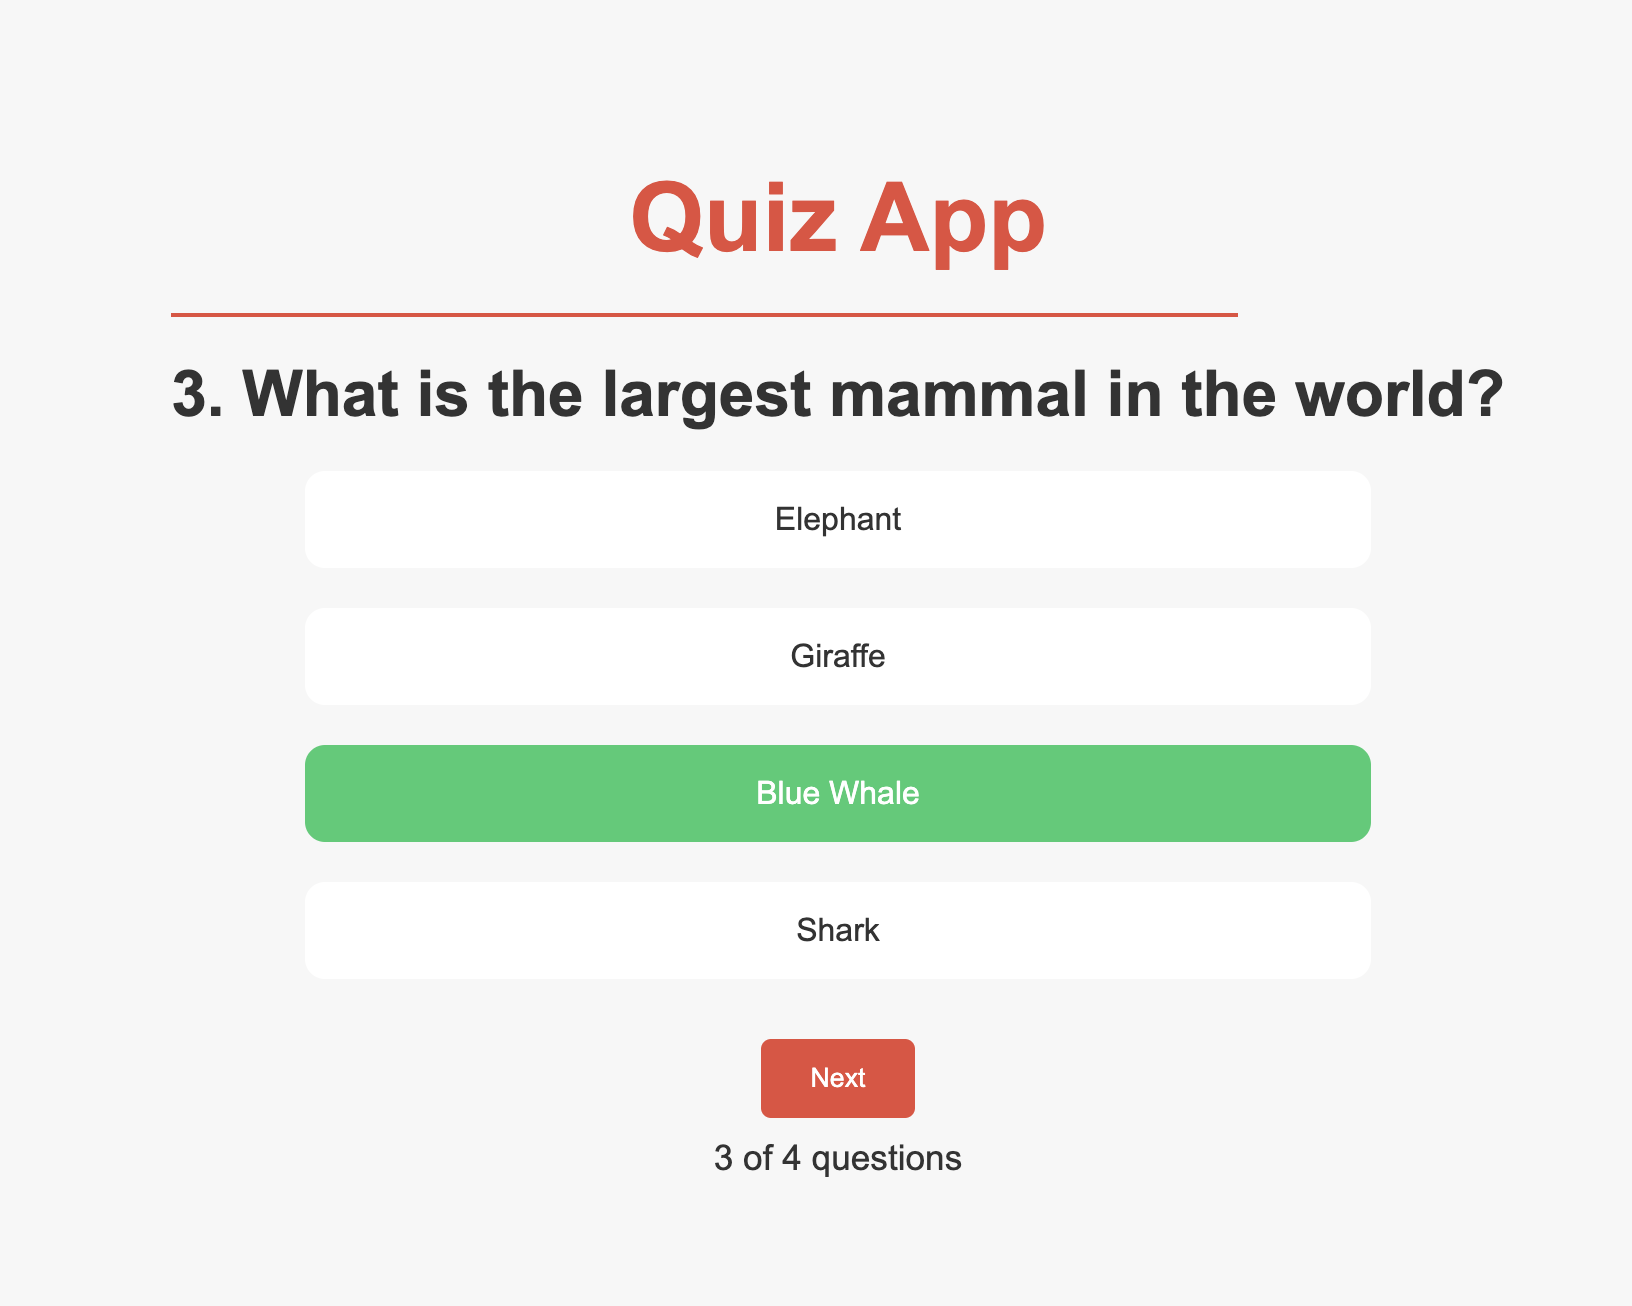 Quiz App
3. What is the largest mammal in the world?
Elephant
Giraffe
Blue Whale
Shark
Next
3 of 4 questions